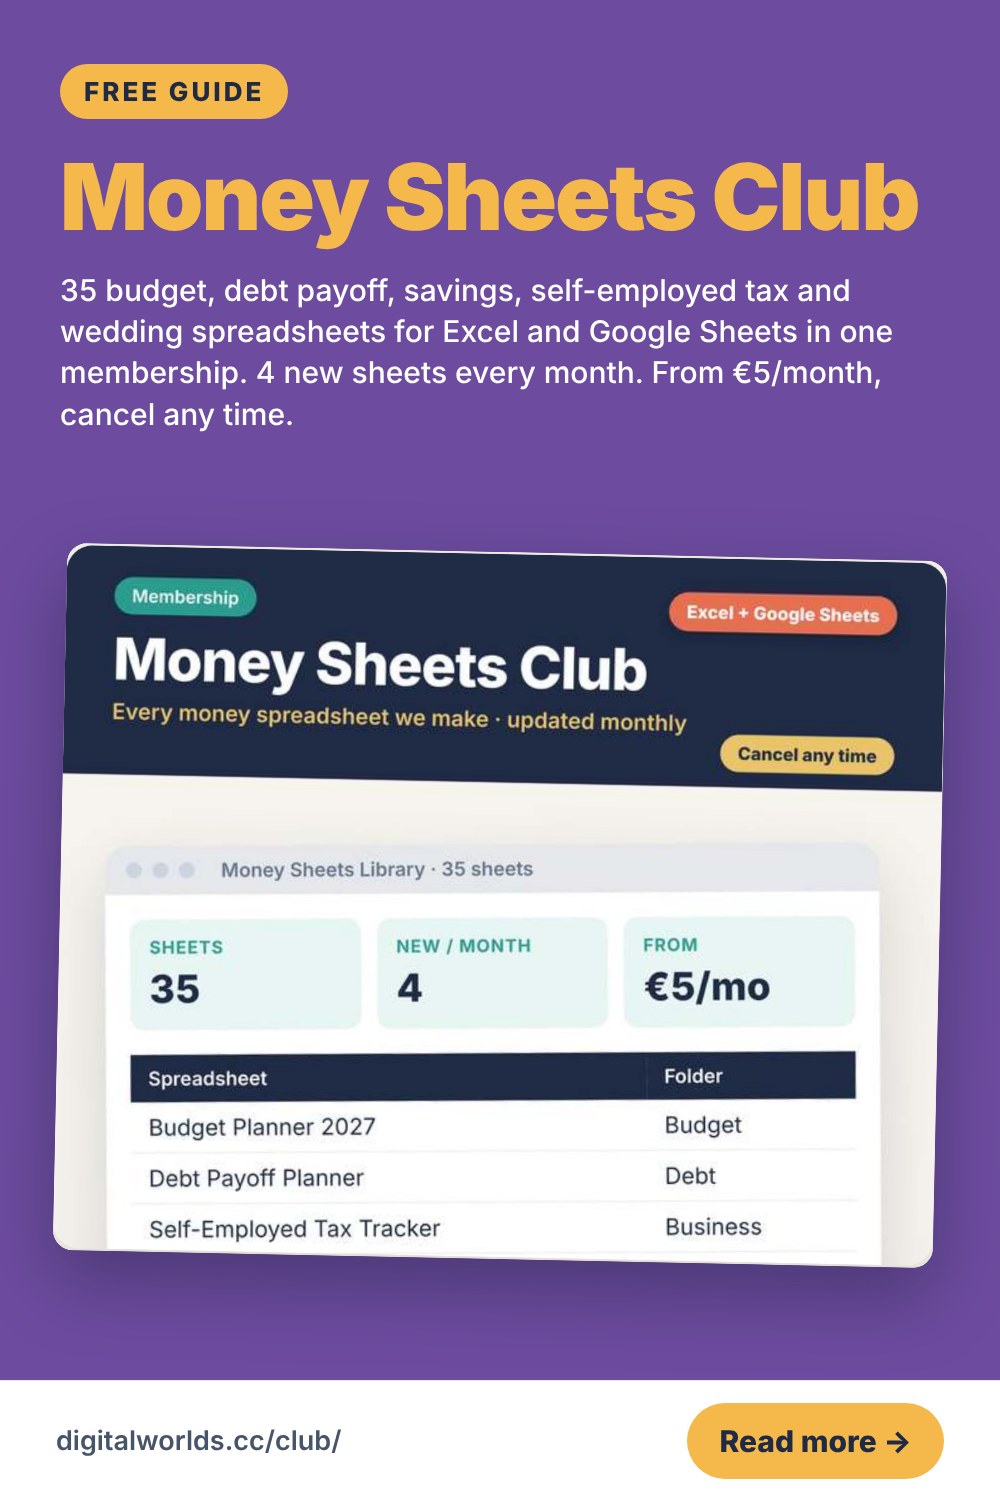 FREE GUIDE
Money Sheets Club
35 budget, debt payoff, savings, self-employed tax and
wedding spreadsheets for Excel and Google Sheets in one
membership. 4 new sheets every month. From €5/month,
cancel any time.
Membership
Excel + Google Sheets
Money Sheets Club
Every money spreadsheet we make · updated monthly
Cancel any time
Money Sheets Library · 35 sheets
SHEETS NEW / MONTH FROM
35 4 €5/mo
Spreadsheet Folder
Budget Planner 2027 Budget
Debt Payoff Planner Debt
Self-Employed Tax Tracker Business
digitalworlds.cc/club/
Read more →